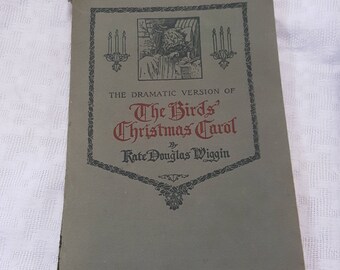 THE DRAMATIC VERSION OF
The Birds'
Christmas Carol
By
Kate Douglas Wiggin